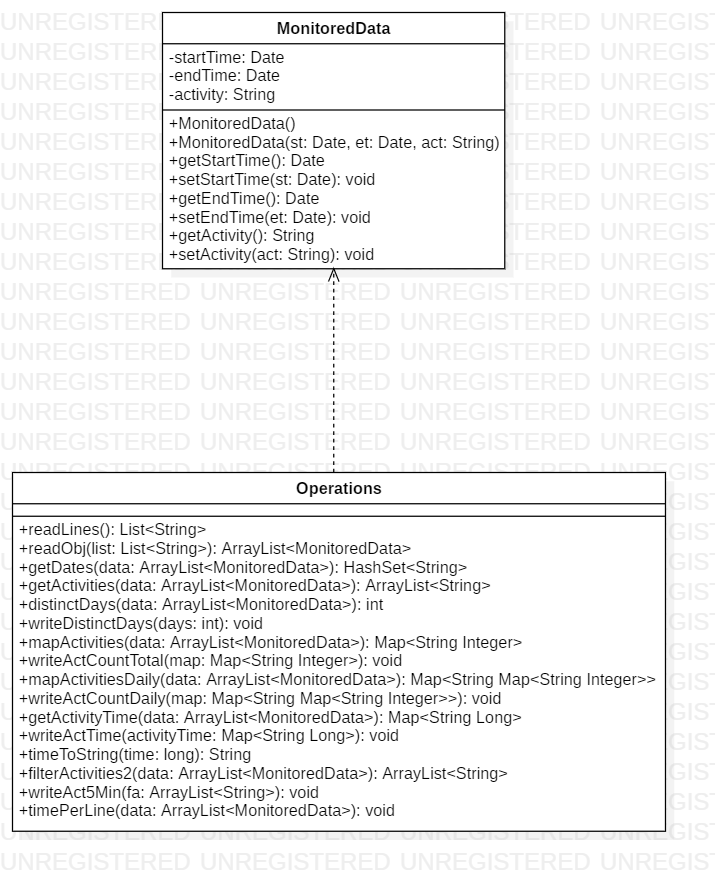 MonitoredData
-startTime: Date
-endTime: Date
-activity: String
+MonitoredData()
+MonitoredData(st: Date, et: Date, act: String)
+getStartTime(): Date
+setStartTime(st: Date): void
+getEndTime(): Date
+setEndTime(et: Date): void
+getActivity(): String
+setActivity(act: String): void
UNREGISTERED UNREGISTERED UNREGISTERED UNREGIST
Operations
+readLines(): List<String>
+readObj(list: List<String>): ArrayList<MonitoredData>
+getDates(data: ArrayList<MonitoredData>): HashSet<String>
+getActivities(data: ArrayList<MonitoredData>): ArrayList<String>
+distinctDays(data: ArrayList<MonitoredData>): int
+writeDistinctDays(days: int): void
+mapActivities(data: ArrayList<MonitoredData>): Map<String Integer>
+writeActCountTotal(map: Map<String Integer>): void
+mapActivitiesDaily(data: ArrayList<MonitoredData>): Map<String Map<String Integer>>
+writeActCountDaily(map: Map<String Map<String Integer>>): void
+getActivityTime(data: ArrayList<MonitoredData>): Map<String Long>
+writeActTime(activityTime: Map<String Long>): void
+timeToString(time: long): String
+filterActivities2(data: ArrayList<MonitoredData>): ArrayList<String>
+writeAct5Min(fa: ArrayList<String>): void
+timePerLine(data: ArrayList<MonitoredData>): void